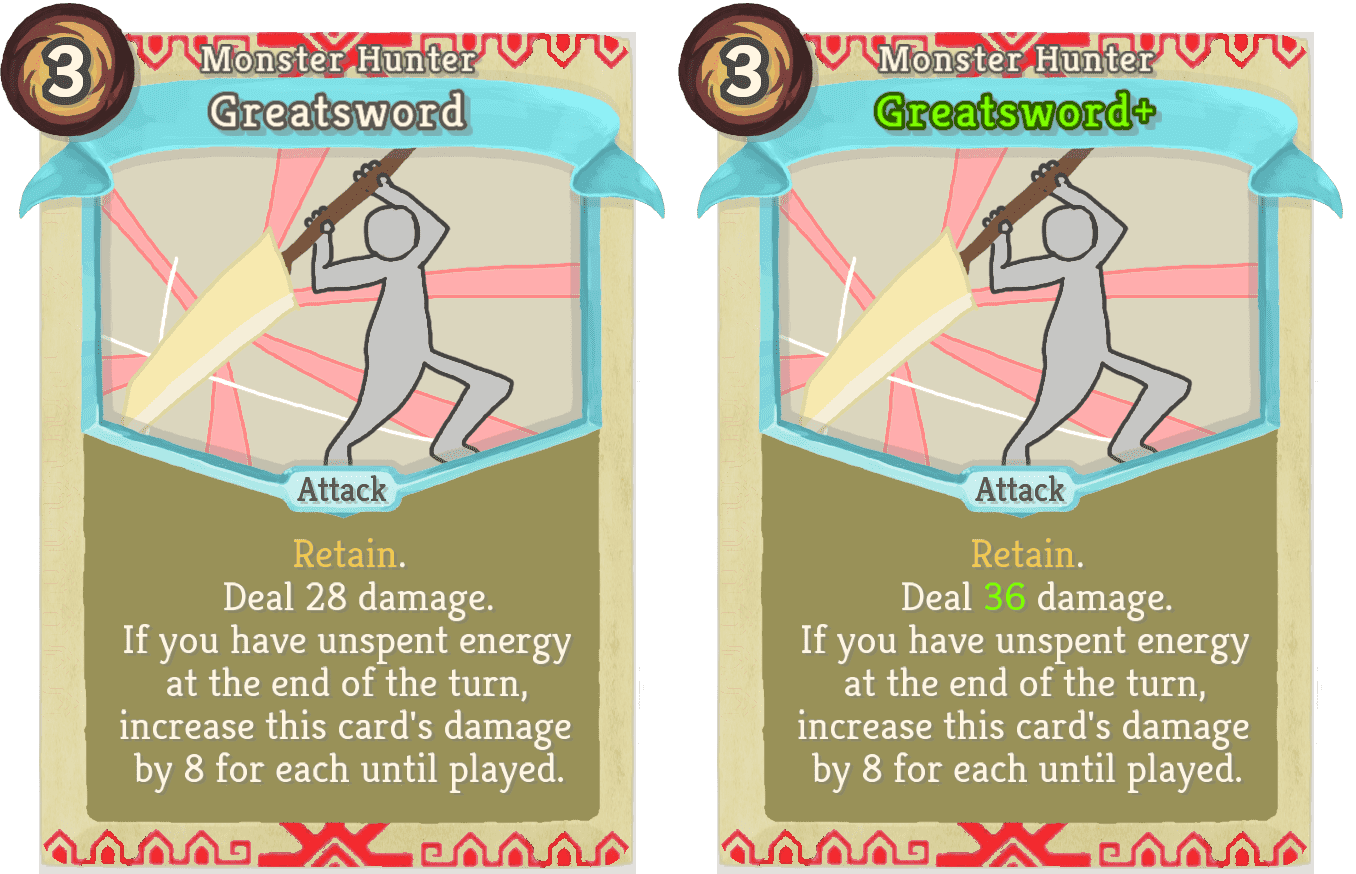 3
Monster Hunter
Greatsword
Attack
Retain.
Deal 28 damage.
If you have unspent energy
at the end of the turn,
increase this card's damage
by 8 for each until played.
3
Monster Hunter
Greatsword+
Attack
Retain.
Deal 36 damage.
If you have unspent energy
at the end of the turn,
increase this card's damage
by 8 for each until played.